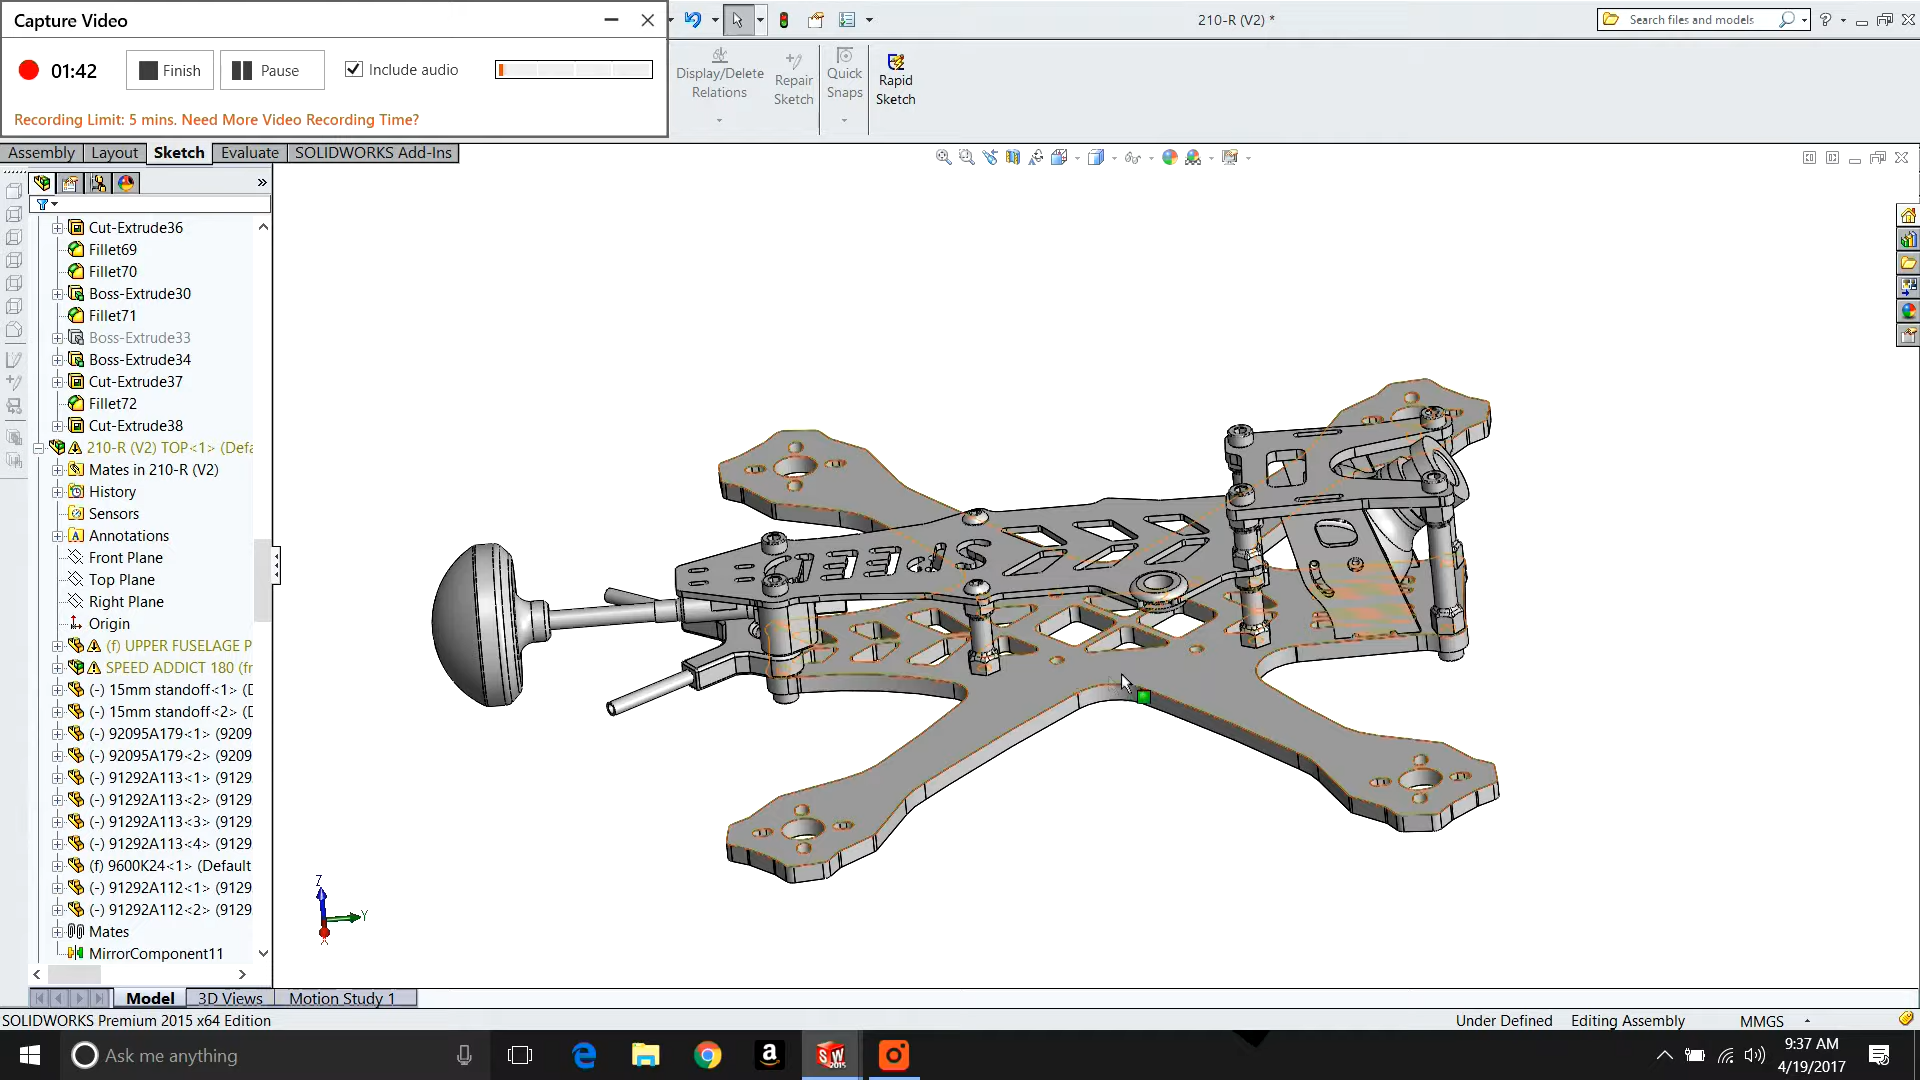 Capture Video
01:42
Finish
Pause
Include audio
Recording Limit: 5 mins. Need More Video Recording Time?
210-R (V2) *
Search files and models
Display/Delete Relations
Repair Sketch
Quick Snaps
Rapid Sketch
Assembly
Layout
Sketch
Evaluate
SOLIDWORKS Add-Ins
Cut-Extrude36
Fillet69
Fillet70
Boss-Extrude30
Fillet71
Boss-Extrude33
Boss-Extrude34
Cut-Extrude37
Fillet72
Cut-Extrude38
210-R (V2) TOP<1> (Defa
Mates in 210-R (V2)
History
Sensors
Annotations
Front Plane
Top Plane
Right Plane
Origin
(f) UPPER FUSELAGE P
SPEED ADDICT 180 (fr
(-) 15mm standoff<1> (D
(-) 15mm standoff<2> (D
(-) 92095A179<1> (9209
(-) 92095A179<2> (9209
(-) 91292A113<1> (9129
(-) 91292A113<2> (9129
(-) 91292A113<3> (9129
(-) 91292A113<4> (9129
(f) 9600K24<1> (Default
(-) 91292A112<1> (9129
(-) 91292A112<2> (9129
Mates
MirrorComponent11
Z
Y
X
Model
3D Views
Motion Study 1
SOLIDWORKS Premium 2015 x64 Edition
Under Defined
Editing Assembly
MMGS
Ask me anything
9:37 AM
4/19/2017